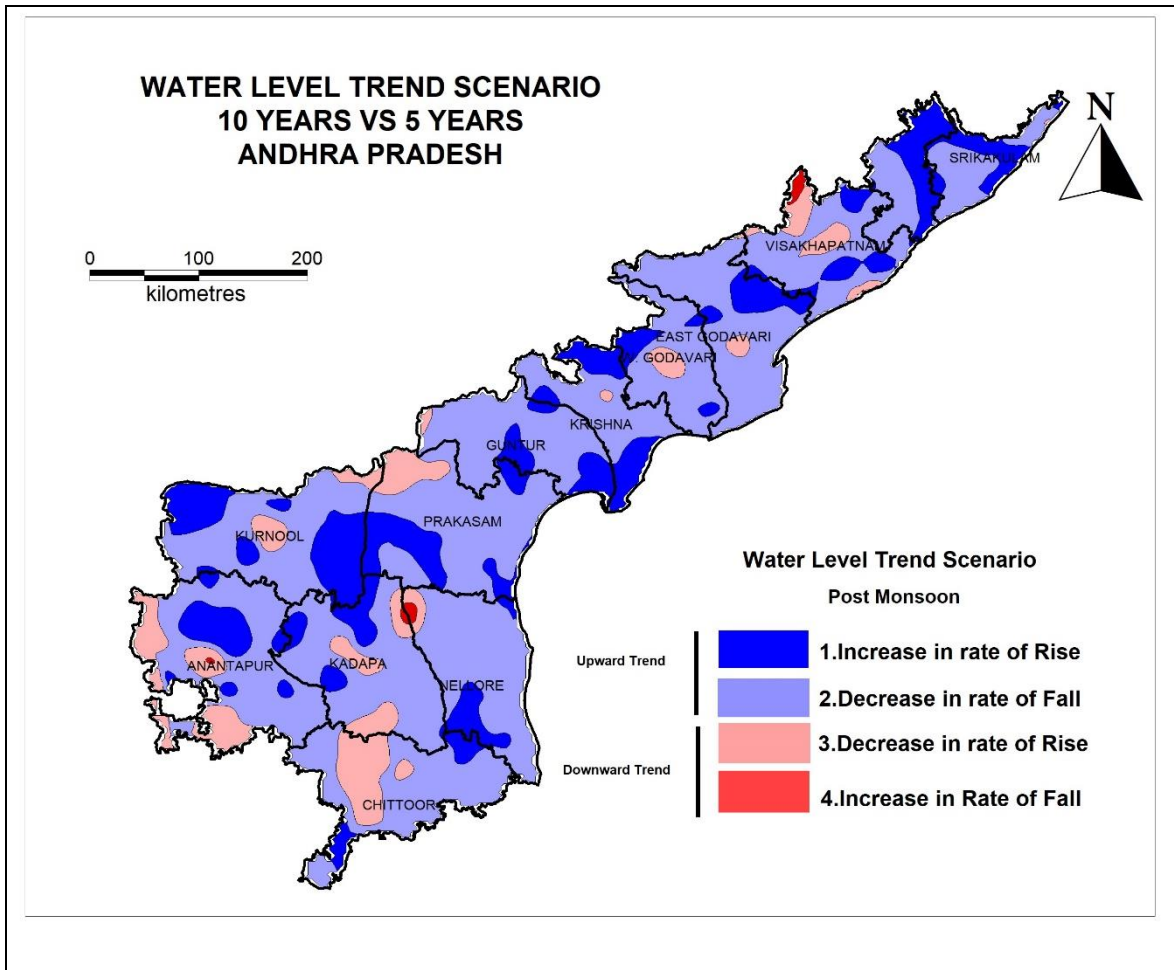 WATER LEVEL TREND SCENARIO
10 YEARS VS 5 YEARS
ANDHRA PRADESH
N
0 100 200
kilometres
SRIKAKULAM
VISAKHAPATNAM
EAST GODAVARI
W. GODAVARI
KRISHNA
GUNTUR
PRAKASAM
KURNOOL
ANANTAPUR
KADAPA
NELLORE
CHITTOOR
Water Level Trend Scenario
Post Monsoon
Upward Trend
1.Increase in rate of Rise
2.Decrease in rate of Fall
Downward Trend
3.Decrease in rate of Rise
4.Increase in Rate of Fall